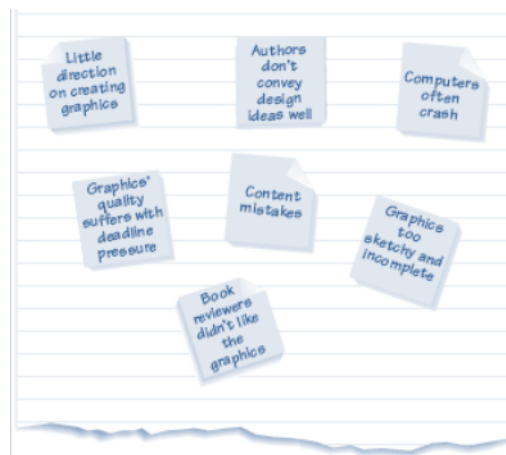 Little
direction
on creating
graphics
Authors
don't
convey
design
ideas well
Computers
often
crash
Graphics'
quality
suffers with
deadline
pressure
Content
mistakes
Graphics
too
sketchy and
incomplete
Book
reviewers
didn't like
the
graphics